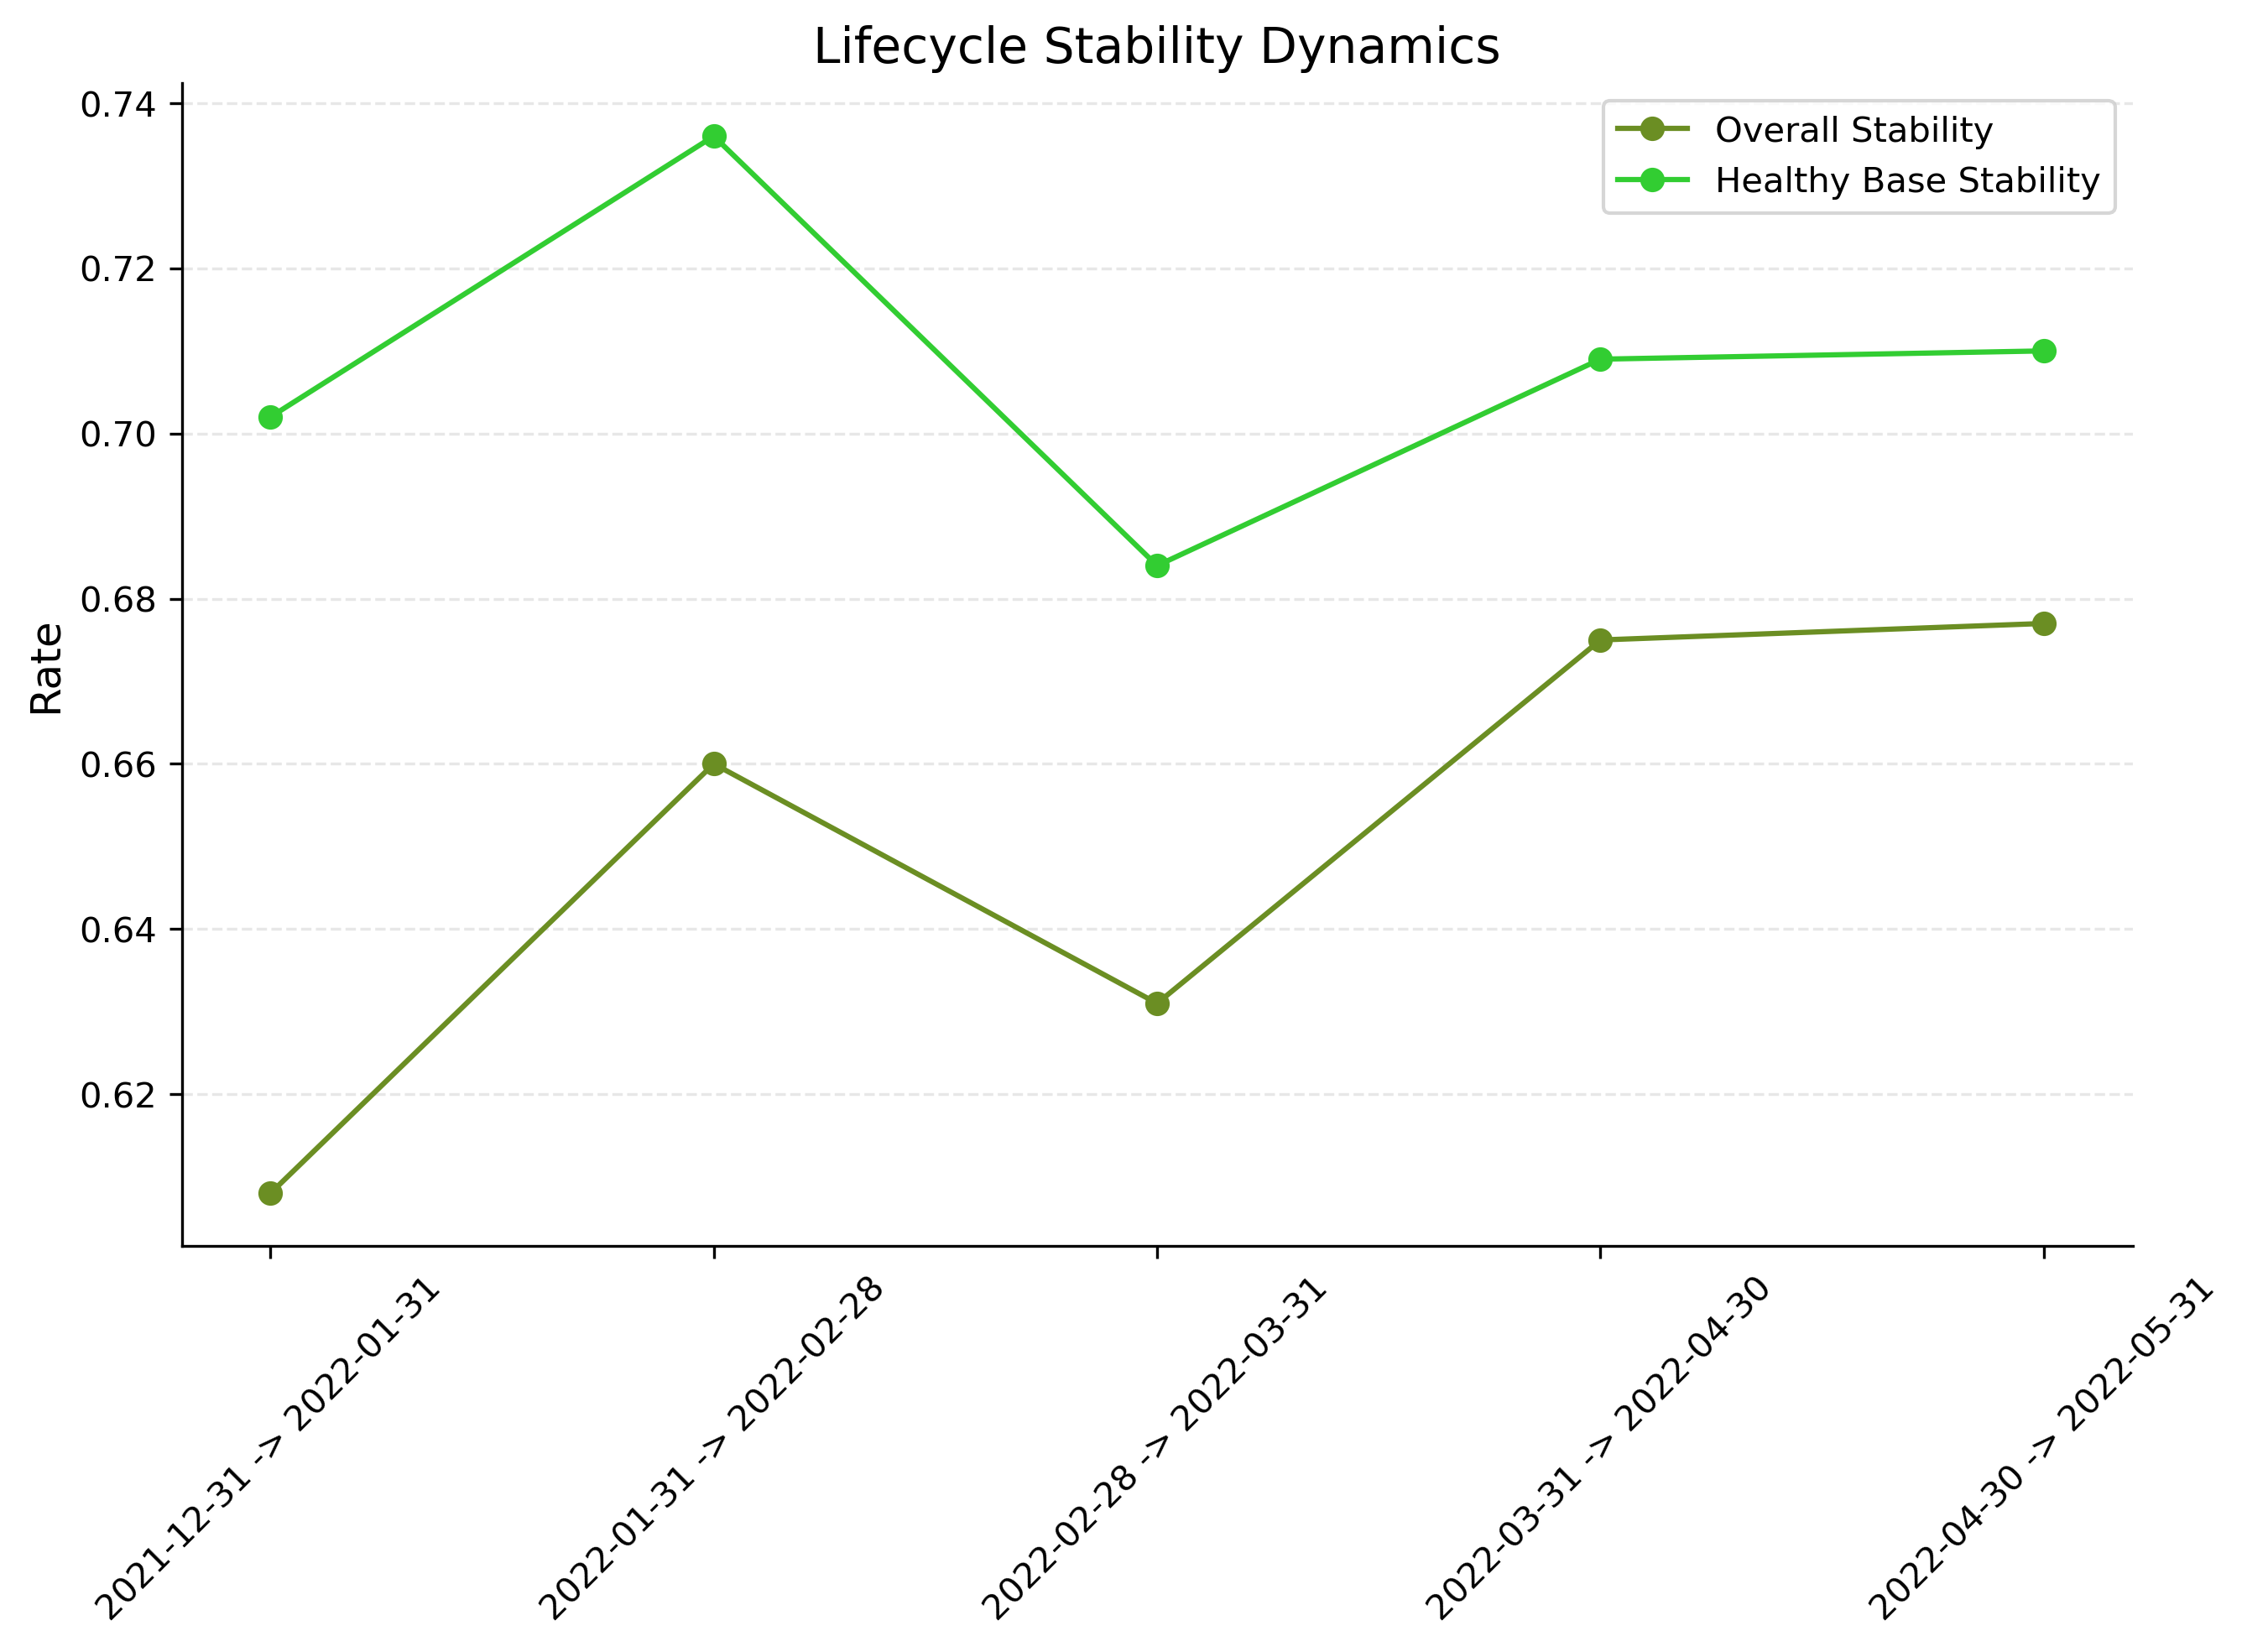 Lifecycle Stability Dynamics
Overall Stability
Healthy Base Stability
Rate
0.74
0.72
0.70
0.68
0.66
0.64
0.62
2021-12-31 -> 2022-01-31
2022-01-31 -> 2022-02-28
2022-02-28 -> 2022-03-31
2022-03-31 -> 2022-04-30
2022-04-30 -> 2022-05-31